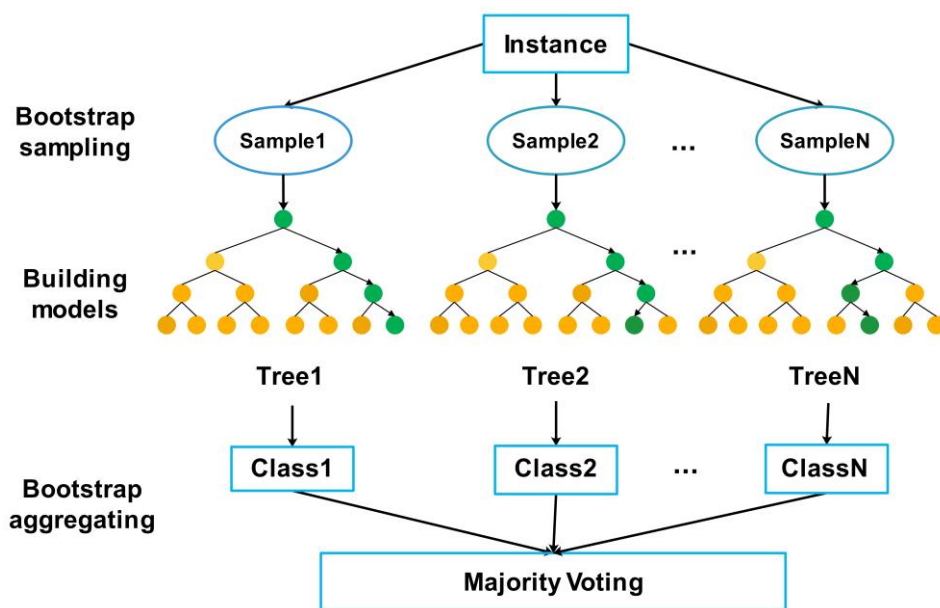 Instance
Bootstrap
sampling
Sample1
Sample2
...
SampleN
Building
models
...
Tree1
Tree2
TreeN
Bootstrap
aggregating
Class1
Class2
...
ClassN
Majority Voting